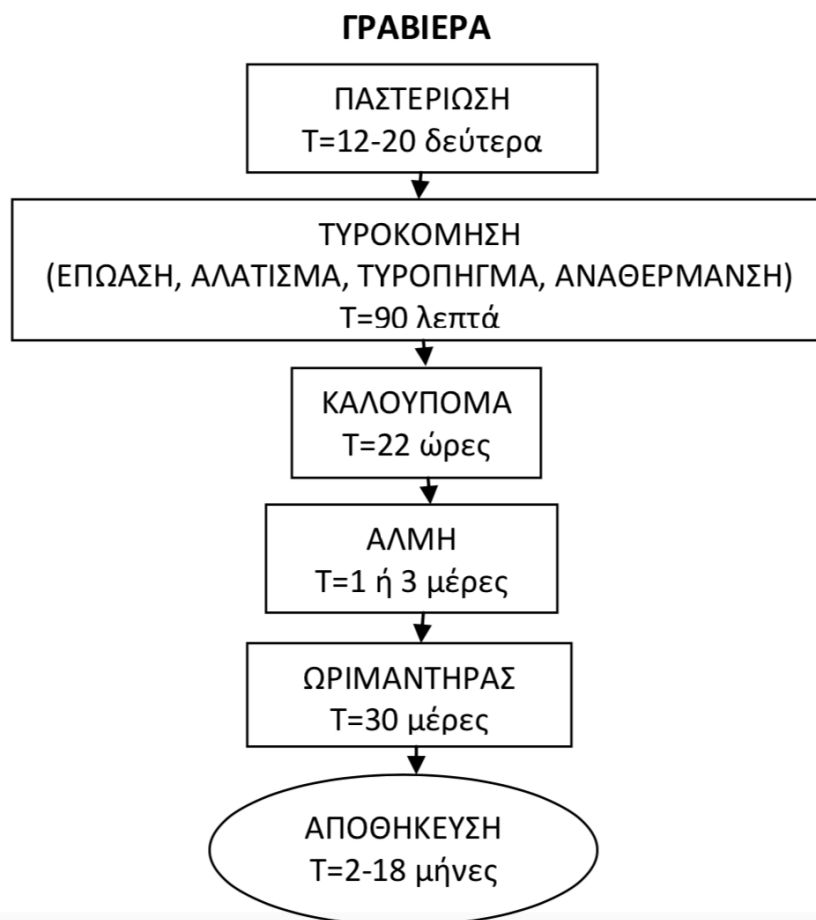 ΓΡΑΒΙΕΡΑ
ΠΑΣΤΕΡΙΩΣΗ
Τ=12-20 δεύτερα
ΤΥΡΟΚΟΜΗΣΗ
(ΕΠΩΑΣΗ, ΑΛΑΤΙΣΜΑ, ΤΥΡΟΠΗΓΜΑ, ΑΝΑΘΕΡΜΑΝΣΗ)
Τ=90 λεπτά
ΚΑΛΟΥΠΟΜΑ
Τ=22 ώρες
ΑΛΜΗ
Τ=1 ή 3 μέρες
ΩΡΙΜΑΝΤΗΡΑΣ
Τ=30 μέρες
ΑΠΟΘΗΚΕΥΣΗ
Τ=2-18 μήνες